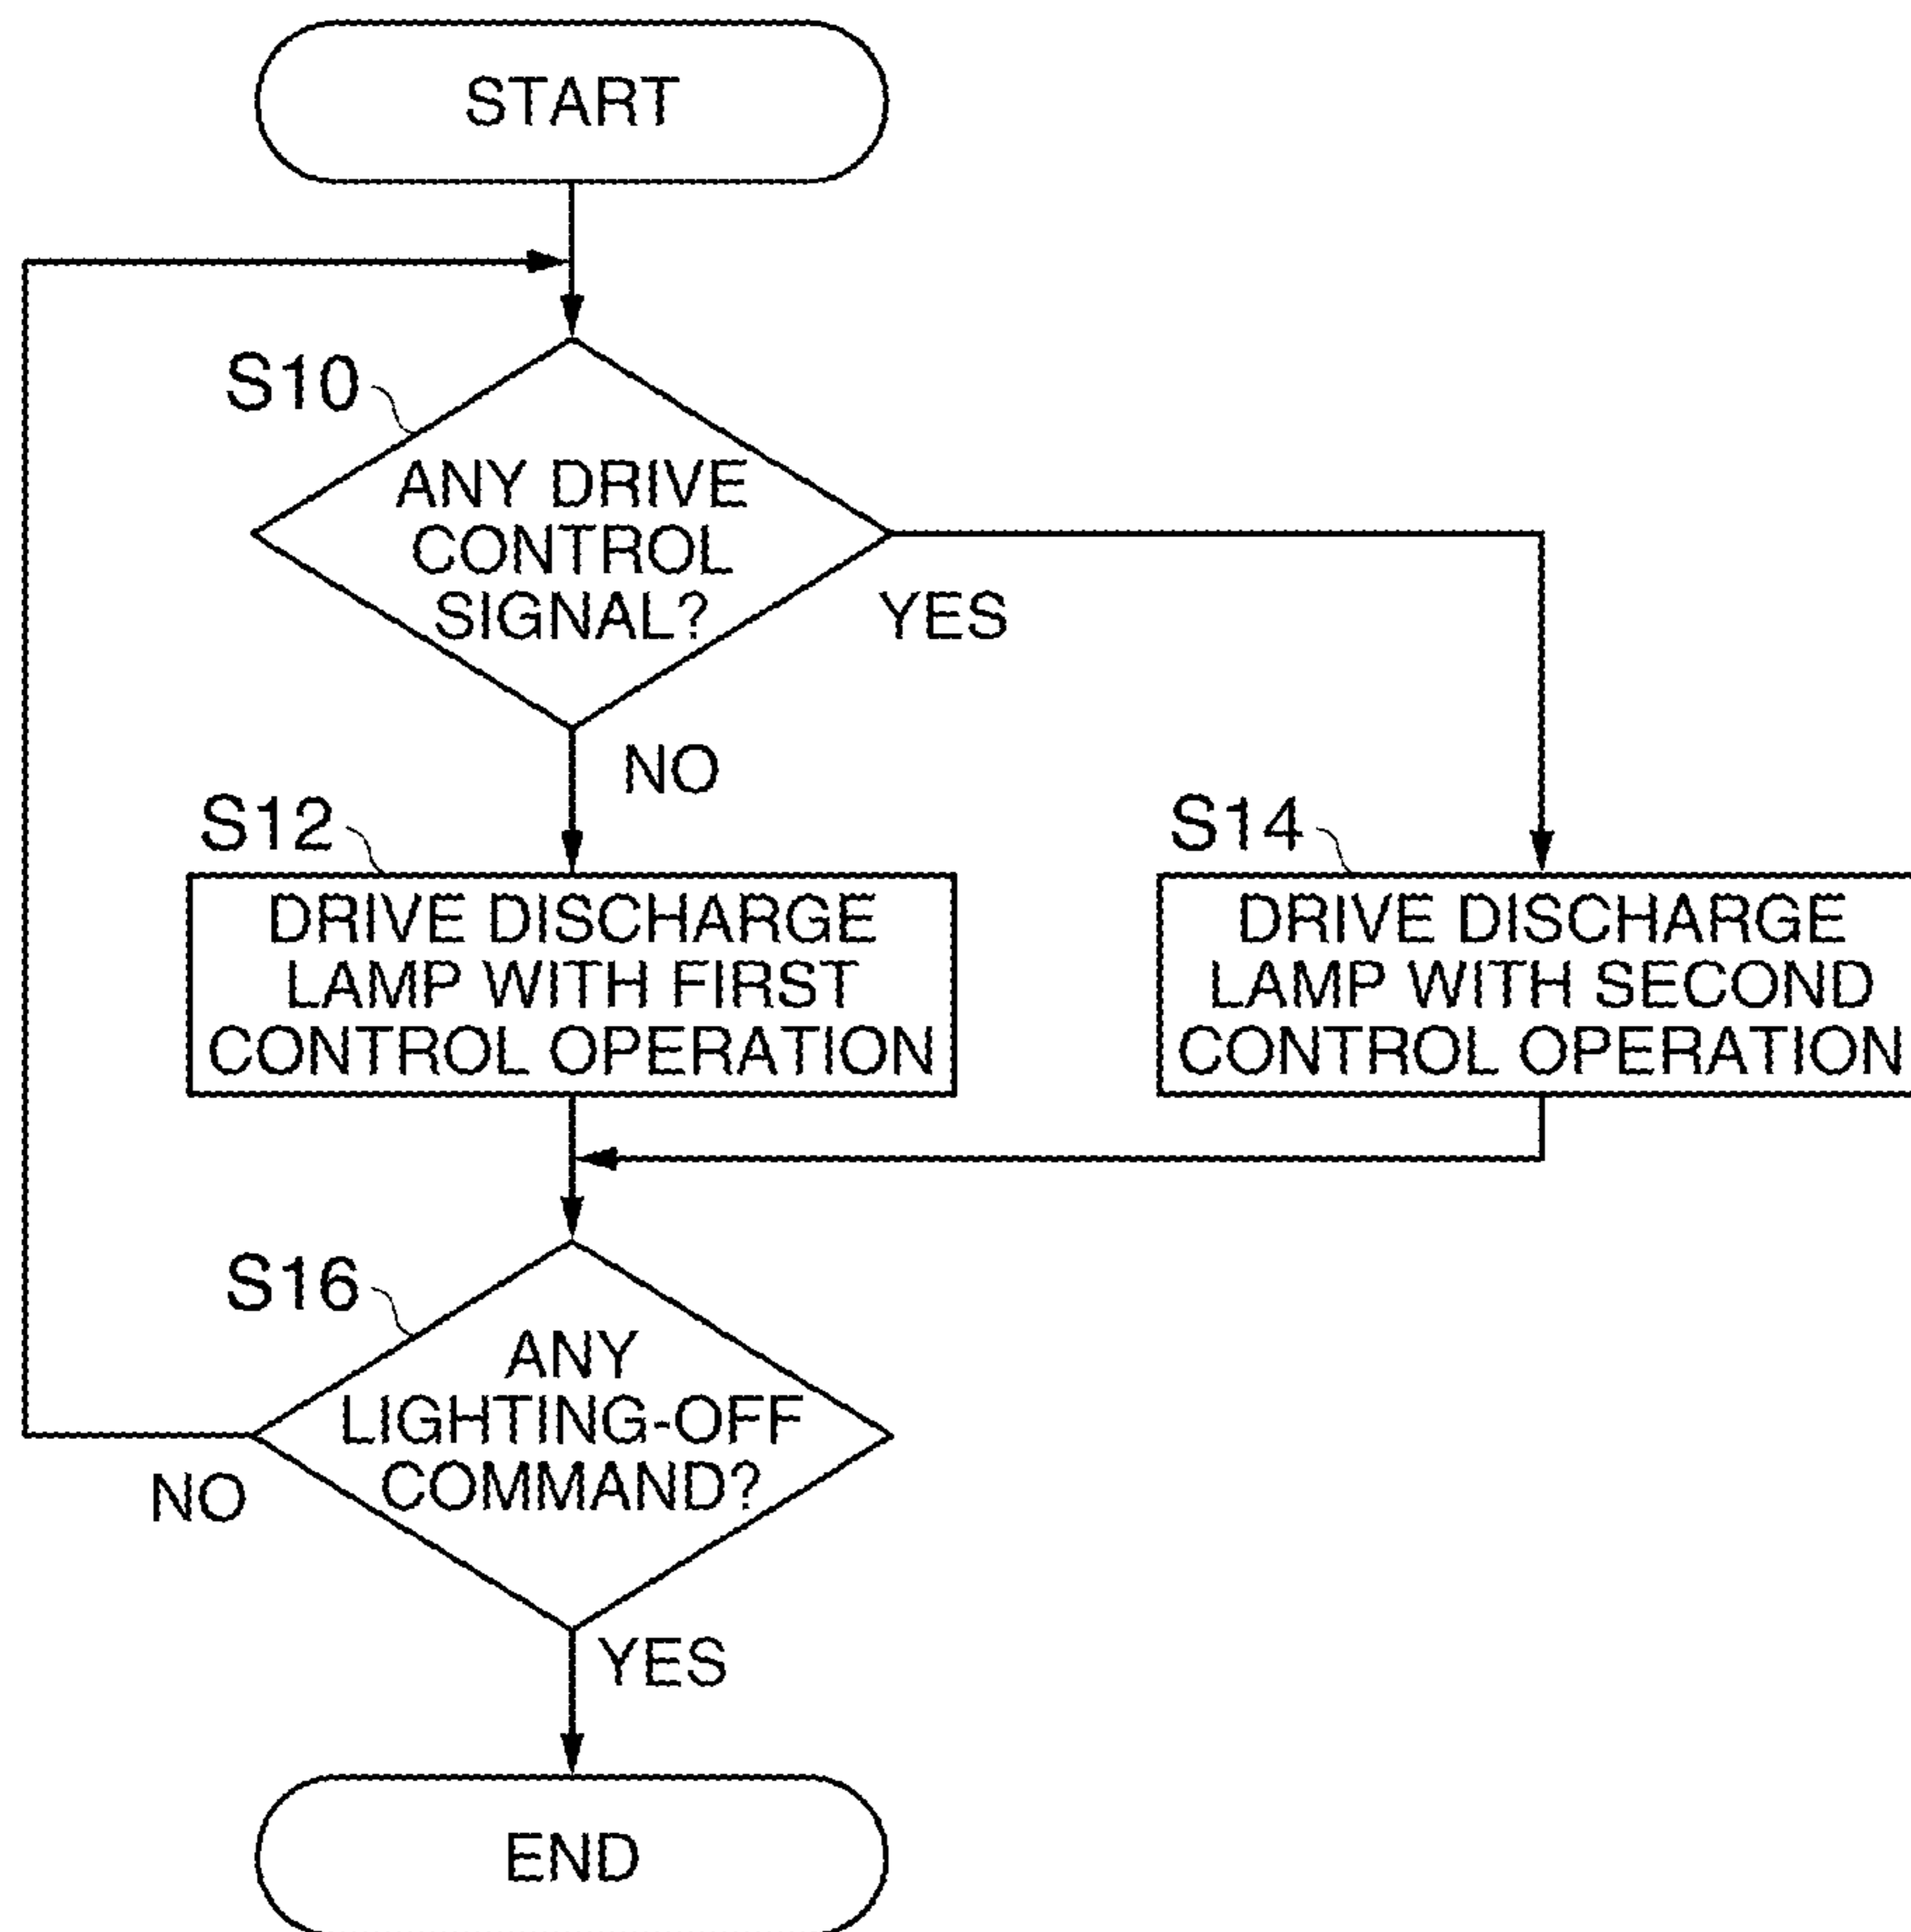 START
S10
ANY DRIVE
CONTROL
SIGNAL?
YES
NO
S12
DRIVE DISCHARGE
LAMP WITH FIRST
CONTROL OPERATION
S14
DRIVE DISCHARGE
LAMP WITH SECOND
CONTROL OPERATION
S16
ANY
LIGHTING-OFF
COMMAND?
NO
YES
END